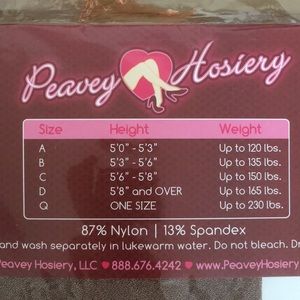 Peavey Hosiery
Size Height Weight
A 5'0" - 5'3" Up to 120 lbs.
B 5'3" - 5'6" Up to 135 lbs.
C 5'6" - 5'8" Up to 150 lbs.
D 5'8" and OVER Up to 165 lbs.
Q ONE SIZE Up to 230 lbs.
87% Nylon | 13% Spandex
and wash separately in lukewarm water. Do not bleach. Dr
Peavey Hosiery, LLC ♥ 888.676.4242 ♥ www.PeaveyHosiery